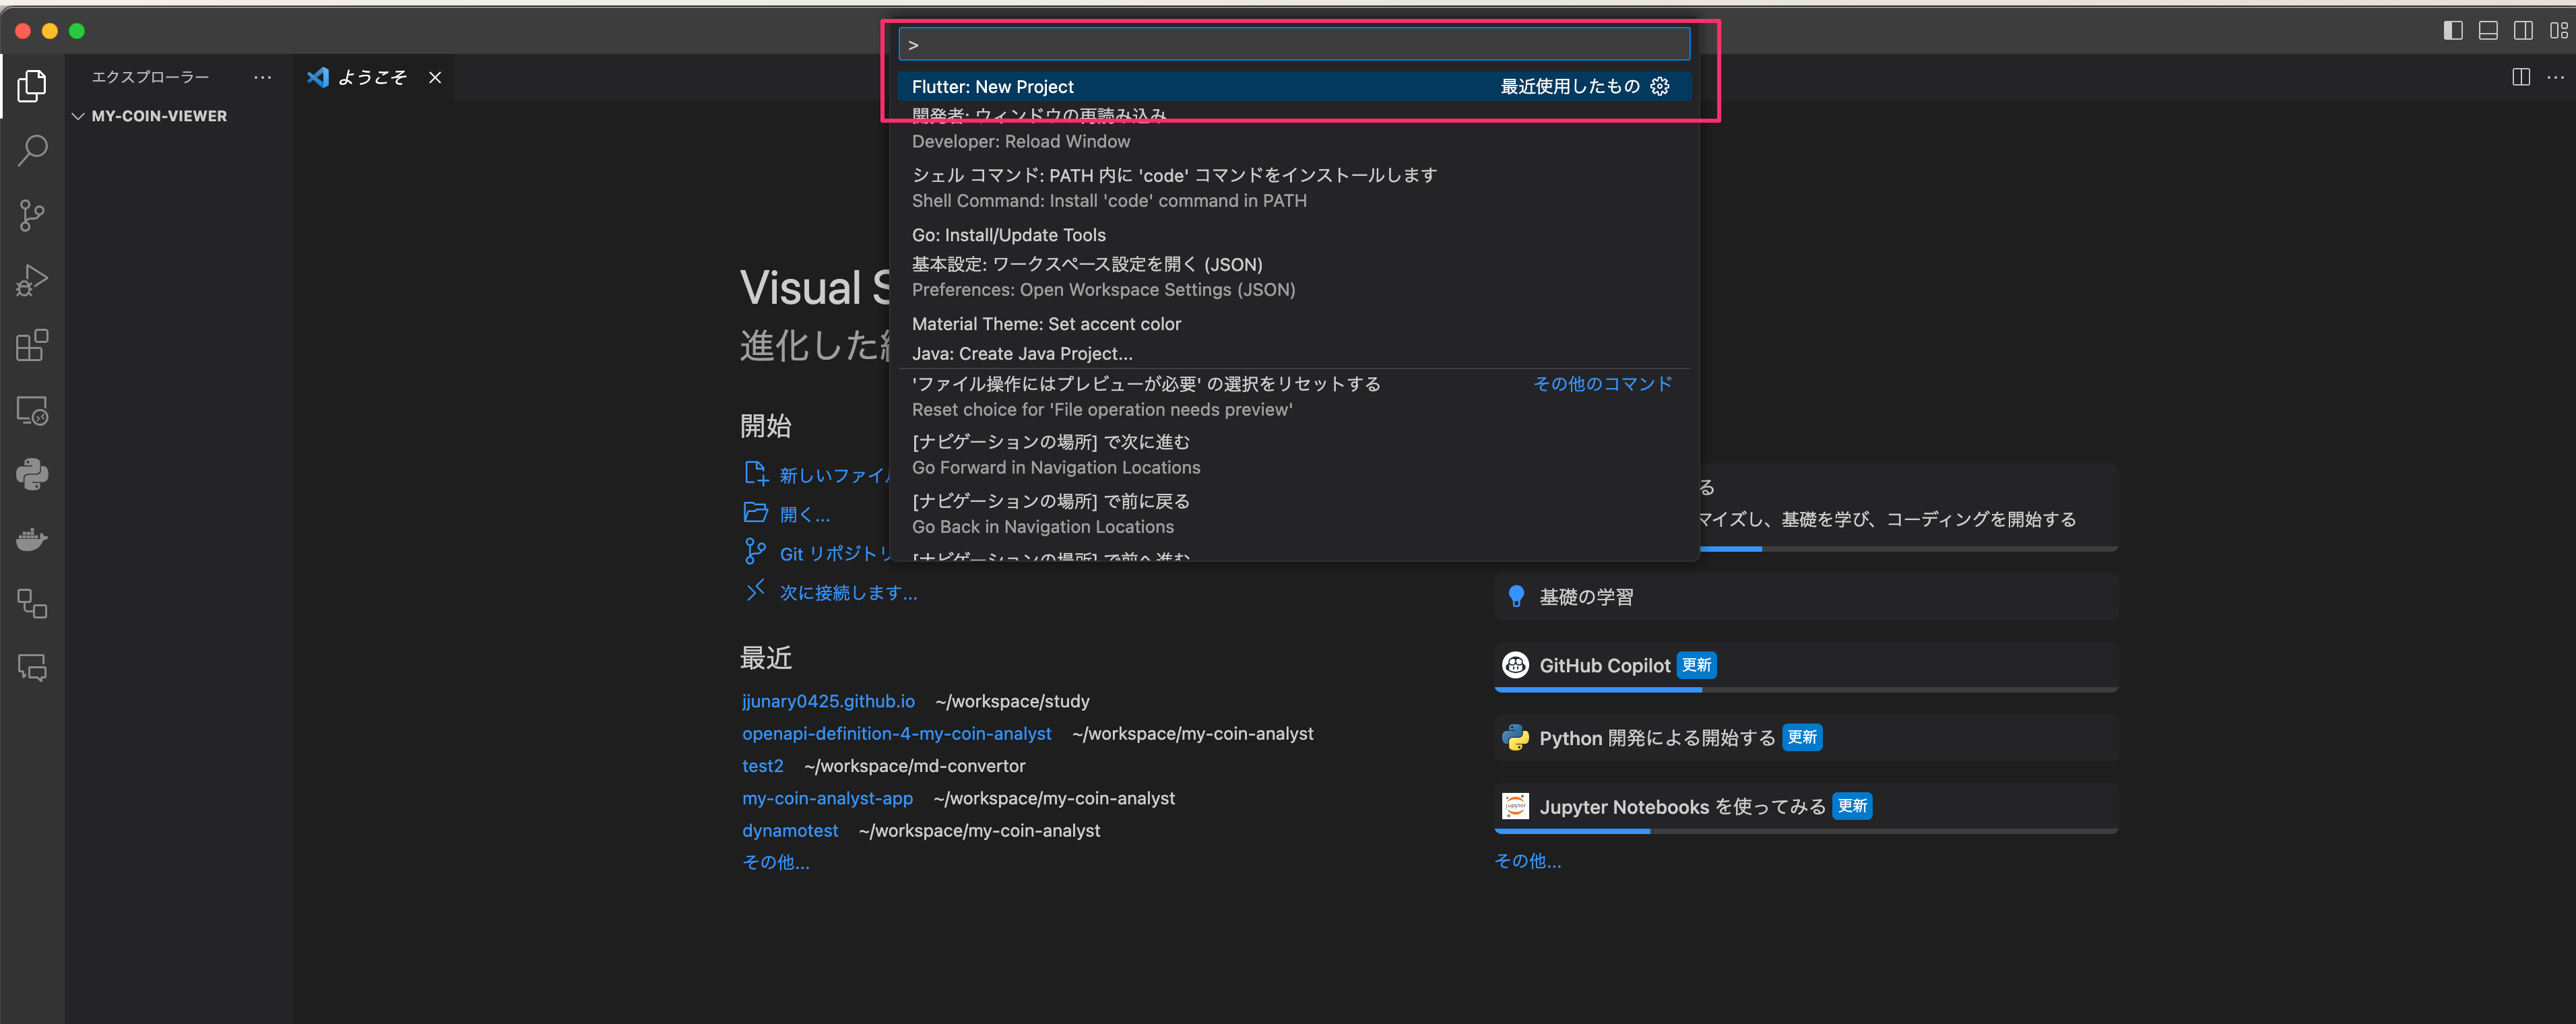 >
エクスプローラー
ようこそ
MY-COIN-VIEWER
Flutter: New Project 最近使用したもの
開発者: ウィンドウの再読み込み
Developer: Reload Window
シェル コマンド: PATH 内に 'code' コマンドをインストールします
Shell Command: Install 'code' command in PATH
Go: Install/Update Tools
基本設定: ワークスペース設定を開く (JSON)
Preferences: Open Workspace Settings (JSON)
Material Theme: Set accent color
Java: Create Java Project...
'ファイル操作にはプレビューが必要' の選択をリセットする その他のコマンド
Reset choice for 'File operation needs preview'
[ナビゲーションの場所] で次に進む
Go Forward in Navigation Locations
[ナビゲーションの場所] で前に戻る
Go Back in Navigation Locations
[ナビゲーションの場所] で前へ進む
Visual S
進化した
開始
新しいファイル
開く...
Git リポジトリ
次に接続します...
最近
jjunary0425.github.io ~/workspace/study
openapi-definition-4-my-coin-analyst ~/workspace/my-coin-analyst
test2 ~/workspace/md-convertor
my-coin-analyst-app ~/workspace/my-coin-analyst
dynamotest ~/workspace/my-coin-analyst
その他...
る
マイズし、基礎を学び、コーディングを開始する
基礎の学習
GitHub Copilot 更新
Python 開発による開始する 更新
Jupyter Notebooks を使ってみる 更新
その他...